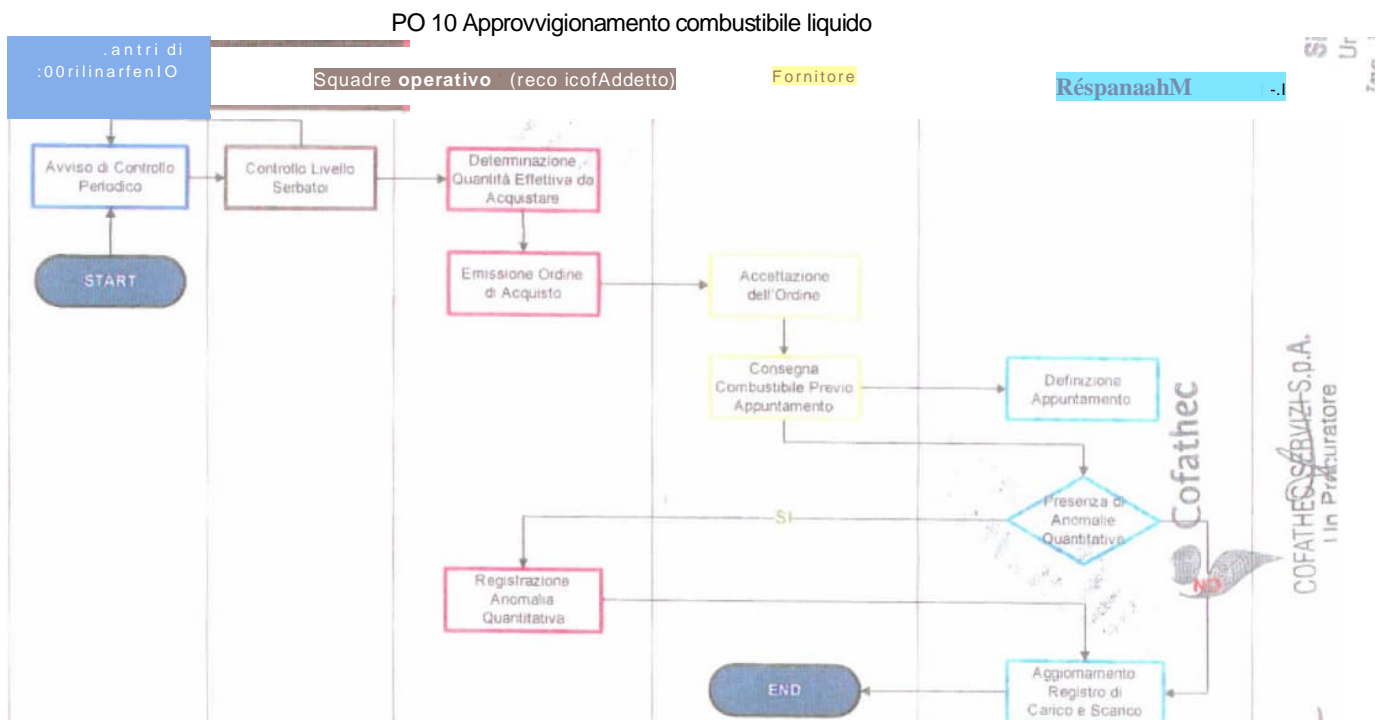 PO 10 Approvvigionamento combustibile liquido
.antri di
:00rilinarfenIO
Squadre operativo (reco icofAddetto)
Fornitore
RéspanaahM -.I
Si
Ur
Avviso di Controllo
Periodico
Controllo Livello
Serbatoi
Determinazione
Quantità Effettiva da
Acquistare
START
Emissione Ordine
di Acquisto
Accettazione
dell'Ordine
Consegna
Combustibile Previo
Appuntamento
Definizione
Appuntamento
Presenza di
Anomalie
Quantitative
SI
NO
Cofathec
COFATHEC SERVIZI S.p.A.
Un Procuratore
Registrazione
Anomalia
Quantitativa
END
Aggiornamento
Registro di
Carico e Scarico